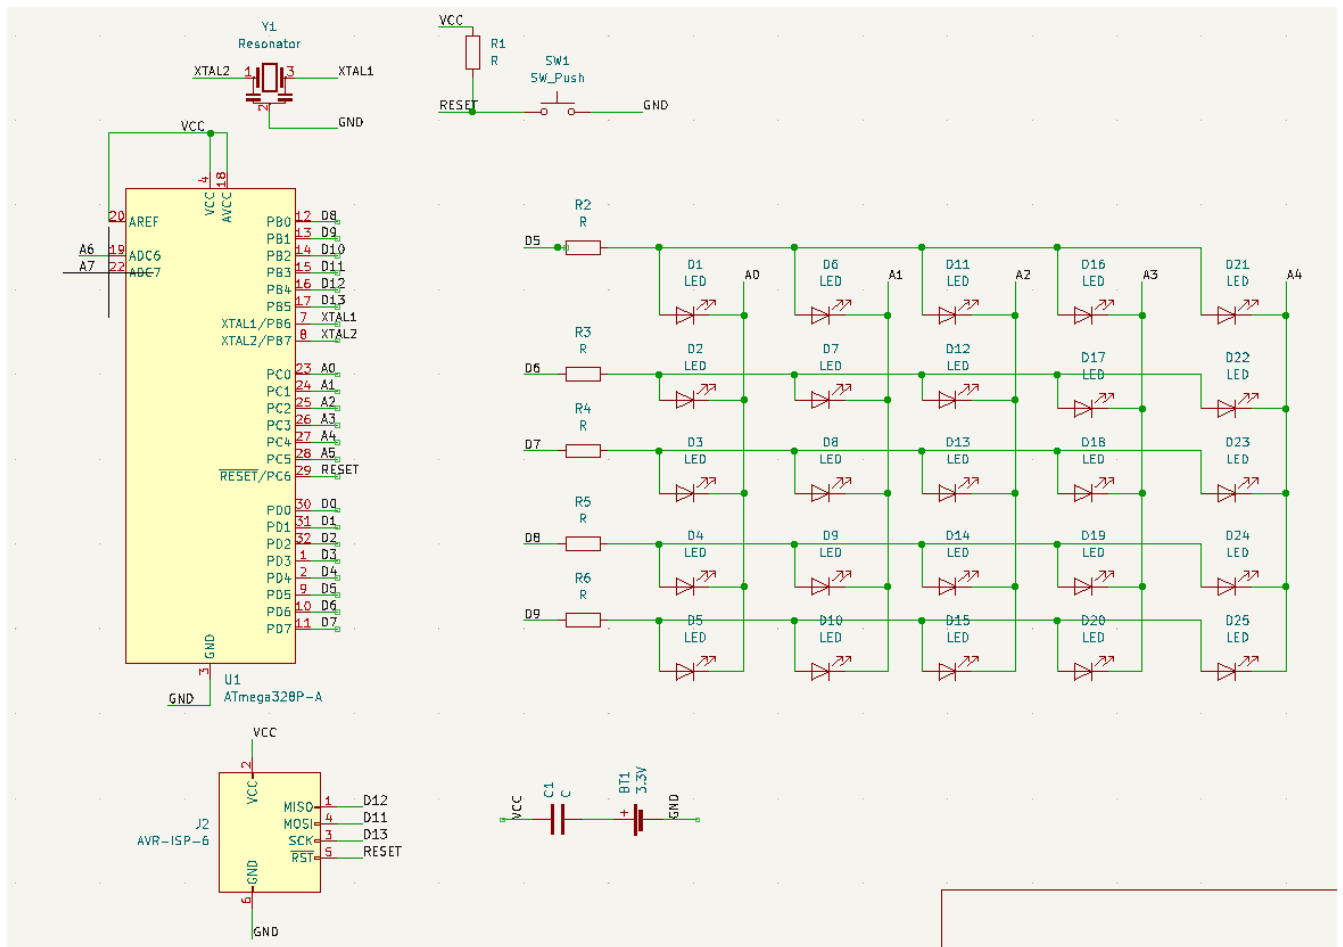 Y1
Resonator
XTAL2 1 3 XTAL1
2
GND
VCC
R1
R
SW1
SW_Push
RESET GND
VCC
4 18
VCC AVCC
20 AREF
A6 19 ADC6
A7 22 ADC7
PB0 12 D8
PB1 13 D9
PB2 14 D10
PB3 15 D11
PB4 16 D12
PB5 17 D13
XTAL1/PB6 7 XTAL1
XTAL2/PB7 8 XTAL2
PC0 23 A0
PC1 24 A1
PC2 25 A2
PC3 26 A3
PC4 27 A4
PC5 28 A5
RESET/PC6 29 RESET
PD0 30 D0
PD1 31 D1
PD2 32 D2
PD3 1 D3
PD4 2 D4
PD5 9 D5
PD6 10 D6
PD7 11 D7
GND
3
GND
U1
ATmega328P-A
R2
R
D5
D1 D6 D11 D16 D21
LED LED LED LED LED
A0 A1 A2 A3 A4
R3
R
D6
D2 D7 D12 D17 D22
LED LED LED LED LED
R4
R
D7
D3 D8 D13 D18 D23
LED LED LED LED LED
R5
R
D8
D4 D9 D14 D19 D24
LED LED LED LED LED
R6
R
D9
D5 D10 D15 D20 D25
LED LED LED LED LED
VCC
2
VCC
J2
AVR-ISP-6
MISO 1 D12
MOSI 4 D11
SCK 3 D13
RST 5 RESET
GND
6
GND
VCC
C1
C
BT1
3.3V
+
GND